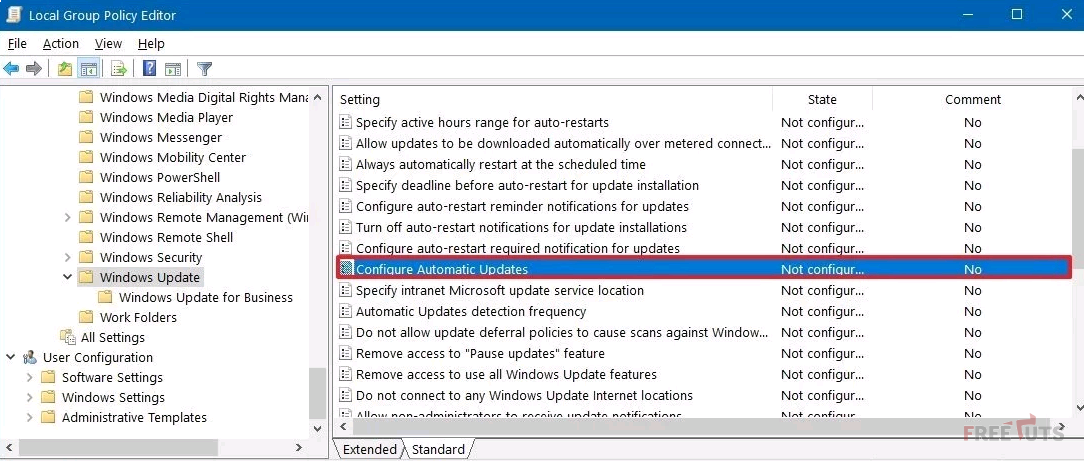 Local Group Policy Editor
File Action View Help
Windows Media Digital Rights Mana
Windows Media Player
Windows Messenger
Windows Mobility Center
Windows PowerShell
Windows Reliability Analysis
Windows Remote Management (Win
Windows Remote Shell
Windows Security
Windows Update
Windows Update for Business
Work Folders
All Settings
User Configuration
Software Settings
Windows Settings
Administrative Templates
Setting State Comment
Specify active hours range for auto-restarts Not configur... No
Allow updates to be downloaded automatically over metered connect... Not configur... No
Always automatically restart at the scheduled time Not configur... No
Specify deadline before auto-restart for update installation Not configur... No
Configure auto-restart reminder notifications for updates Not configur... No
Turn off auto-restart notifications for update installations Not configur... No
Configure auto-restart required notification for updates Not configur... No
Configure Automatic Updates Not configur... No
Specify intranet Microsoft update service location Not configur... No
Automatic Updates detection frequency Not configur... No
Do not allow update deferral policies to cause scans against Window... Not configur... No
Remove access to "Pause updates" feature Not configur... No
Remove access to use all Windows Update features Not configur... No
Do not connect to any Windows Update Internet locations Not configur... No
Allow non-administrators to receive update notifications Not configur... No
Extended Standard
FREETUTS